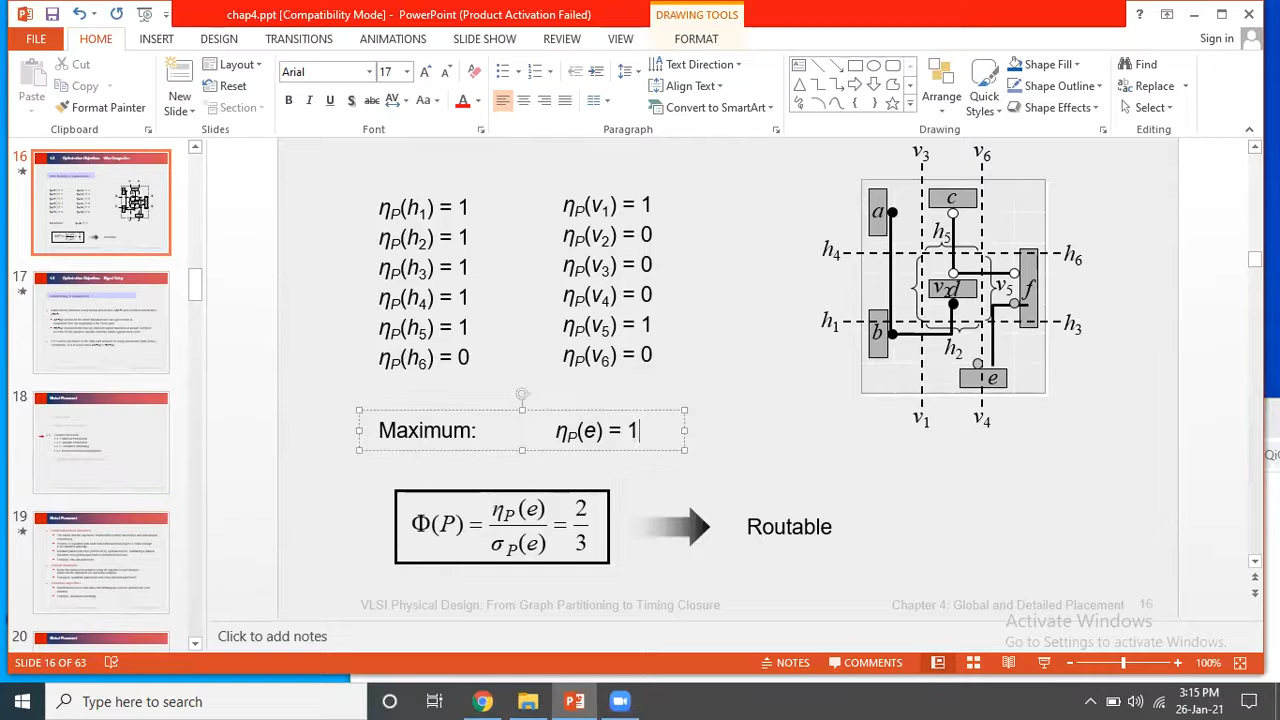 chap4.ppt [Compatibility Mode] - PowerPoint (Product Activation Failed)
DRAWING TOOLS
FILE HOME INSERT DESIGN TRANSITIONS ANIMATIONS SLIDE SHOW REVIEW VIEW FORMAT Sign in
Paste
Cut
Copy
Format Painter
Clipboard
New Slide
Layout
Reset
Section
Slides
Arial 17
B I U S abc AV Aa A
Font
Text Direction
Align Text
Convert to SmartArt
Paragraph
Arrange
Quick Styles
Shape Fill
Shape Outline
Shape Effects
Drawing
Find
Replace
Select
Editing
16
17
18
19
20
ηP(h1) = 1 ηP(v1) = 1
ηP(h2) = 1 ηP(v2) = 0
ηP(h3) = 1 ηP(v3) = 0
ηP(h4) = 1 ηP(v4) = 0
ηP(h5) = 1 ηP(v5) = 1
ηP(h6) = 0 ηP(v6) = 0
Maximum: ηP(e) = 1
Φ(P) = ηP(e) / σP(e) = 2 / 3
Routable
v3 v6
a c
h5
h4 h6
d v5 f
h1 h3
b
h2
e
v1 v4
VLSI Physical Design: From Graph Partitioning to Timing Closure
Chapter 4: Global and Detailed Placement 16
Activate Windows
Go to Settings to activate Windows.
Click to add notes
SLIDE 16 OF 63
NOTES COMMENTS 100%
Type here to search
3:15 PM
26-Jan-21